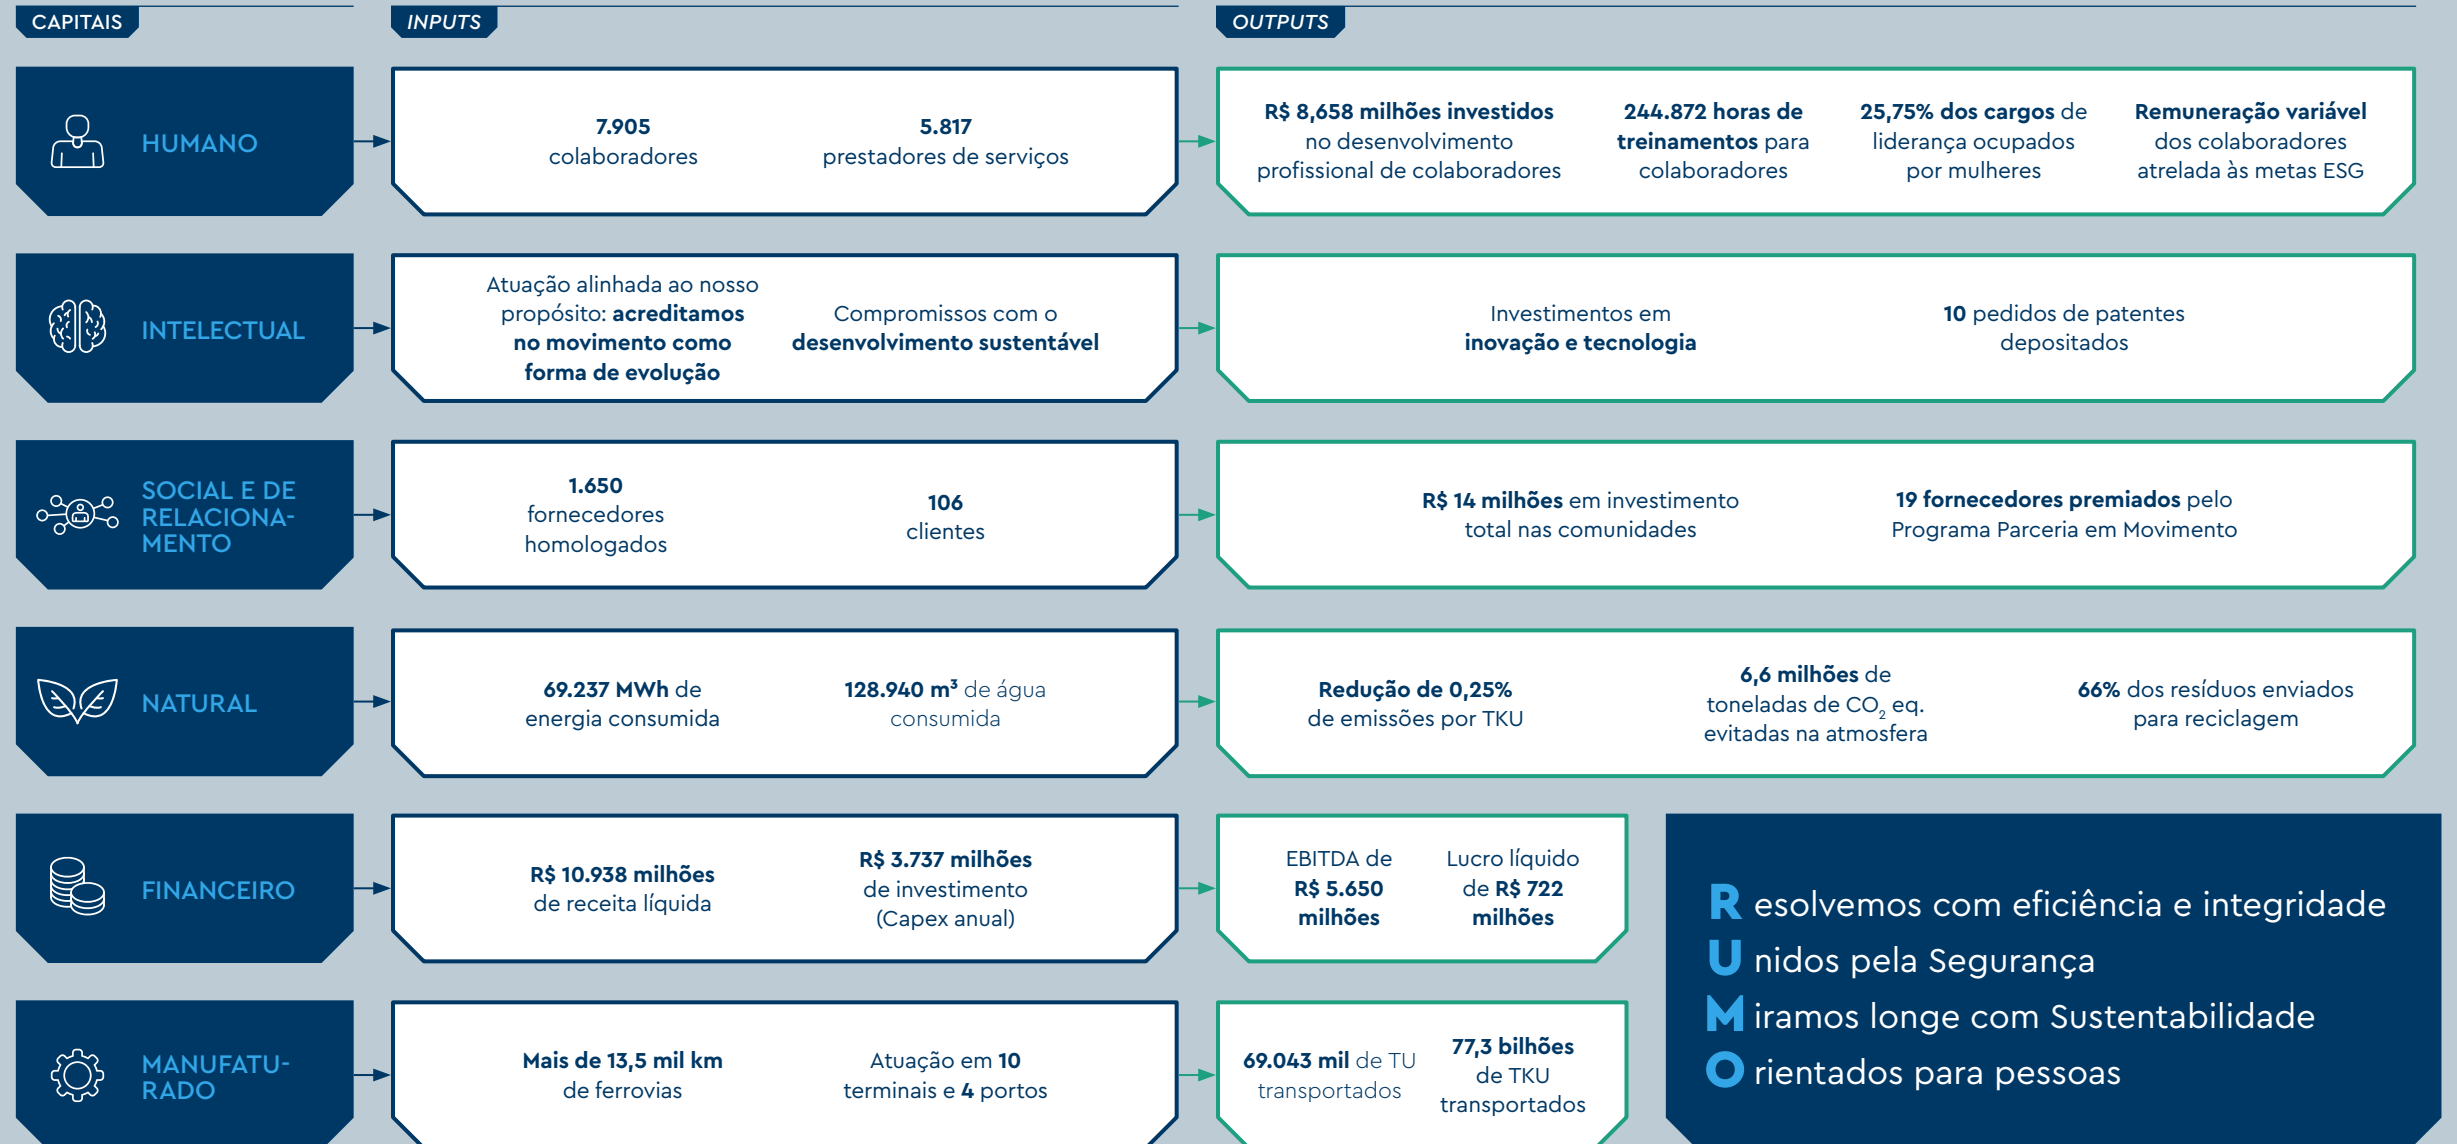 CAPITAIS
INPUTS
OUTPUTS
HUMANO
7.905
colaboradores
5.817
prestadores de serviços
R$ 8,658 milhões investidos
no desenvolvimento
profissional de colaboradores
244.872 horas de
treinamentos para
colaboradores
25,75% dos cargos de
liderança ocupados
por mulheres
Remuneração variável
dos colaboradores
atrelada às metas ESG
INTELECTUAL
Atuação alinhada ao nosso
propósito: acreditamos
no movimento como
forma de evolução
Compromissos com o
desenvolvimento sustentável
Investimentos em
inovação e tecnologia
10 pedidos de patentes
depositados
SOCIAL E DE
RELACIONA-
MENTO
1.650
fornecedores
homologados
106
clientes
R$ 14 milhões em investimento
total nas comunidades
19 fornecedores premiados pelo
Programa Parceria em Movimento
NATURAL
69.237 MWh de
energia consumida
128.940 m³ de água
consumida
Redução de 0,25%
de emissões por TKU
6,6 milhões de
toneladas de CO₂ eq.
evitadas na atmosfera
66% dos resíduos enviados
para reciclagem
FINANCEIRO
R$ 10.938 milhões
de receita líquida
R$ 3.737 milhões
de investimento
(Capex anual)
EBITDA de
R$ 5.650
milhões
Lucro líquido
de R$ 722
milhões
MANUFATU-
RADO
Mais de 13,5 mil km
de ferrovias
Atuação em 10
terminais e 4 portos
69.043 mil de TU
transportados
77,3 bilhões
de TKU
transportados
R esolvemos com eficiência e integridade
U nidos pela Segurança
M iramos longe com Sustentabilidade
O rientados para pessoas